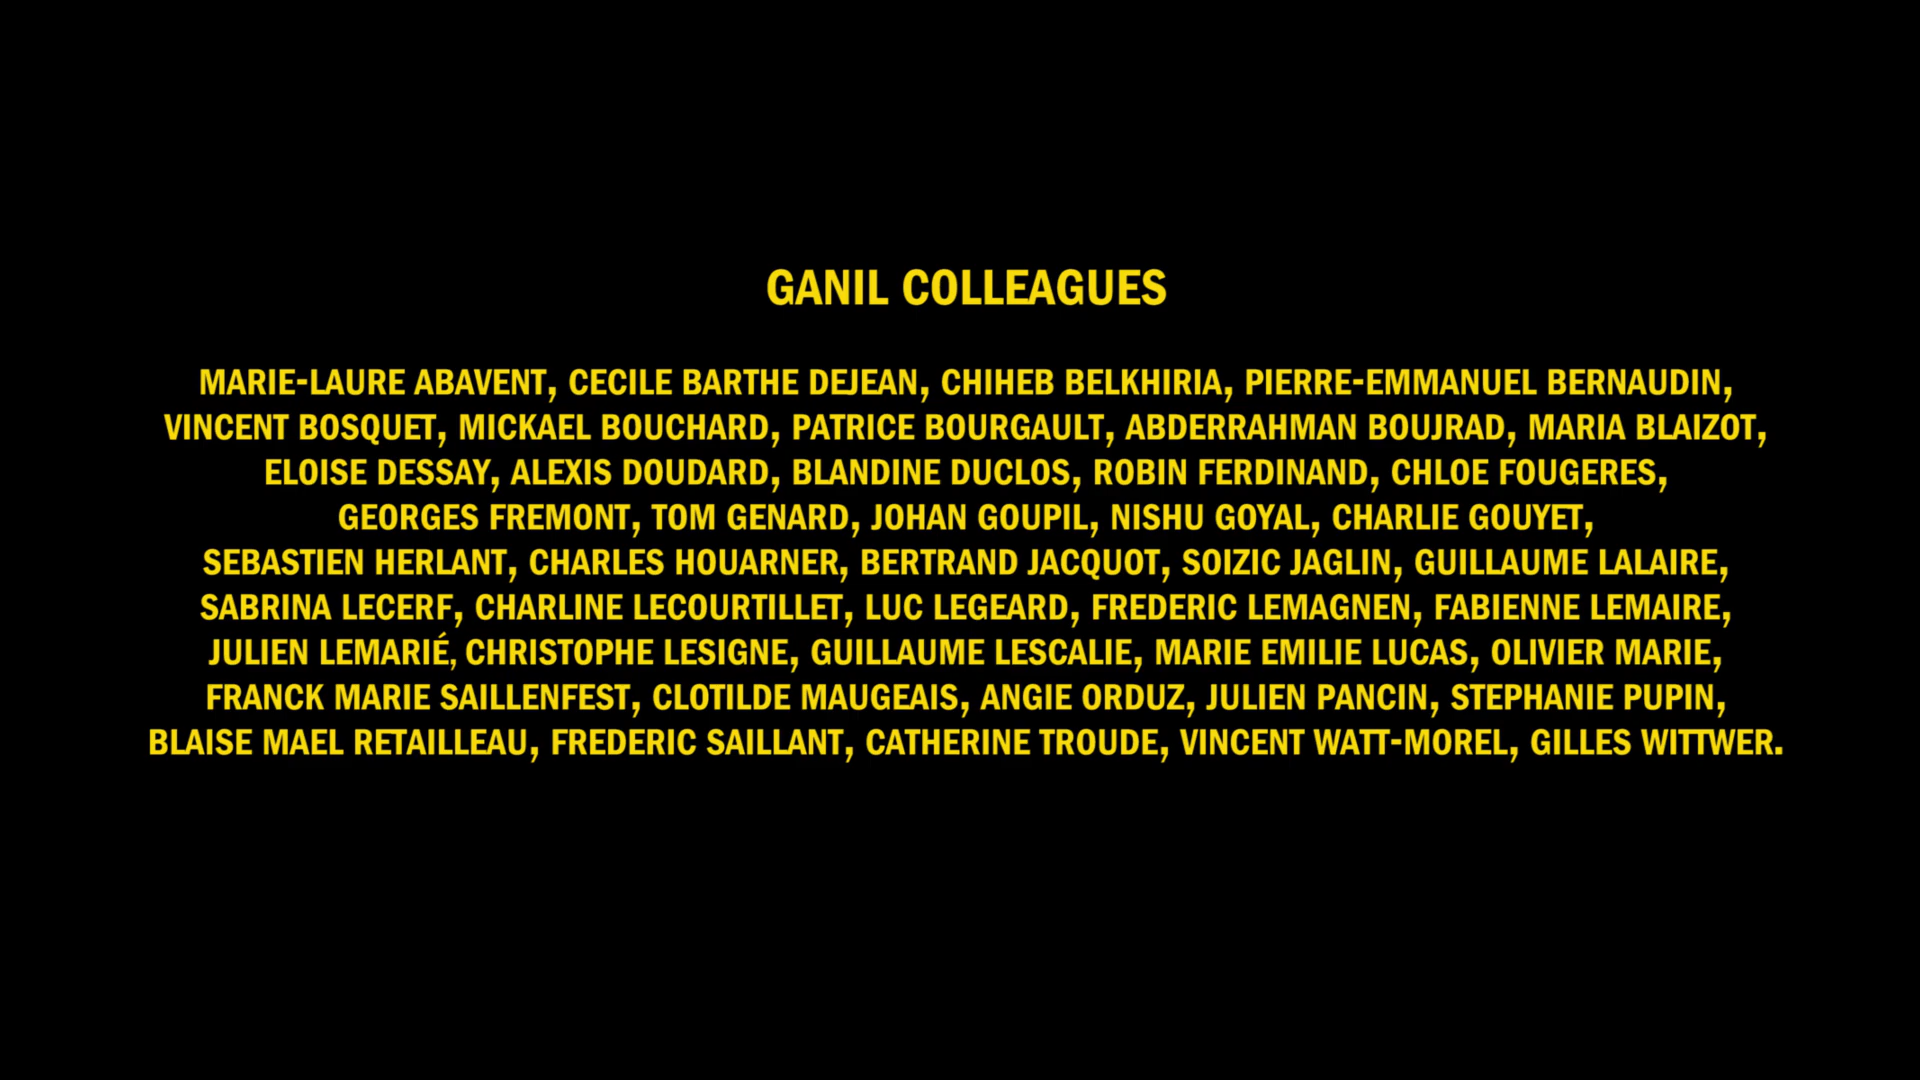 GANIL COLLEAGUES
MARIE-LAURE ABAVENT, CECILE BARTHE DEJEAN, CHIHEB BELKHIRIA, PIERRE-EMMANUEL BERNAUDIN,
VINCENT BOSQUET, MICKAEL BOUCHARD, PATRICE BOURGAULT, ABDERRAHMAN BOUJRAD, MARIA BLAIZOT,
ELOISE DESSAY, ALEXIS DOUDARD, BLANDINE DUCLOS, ROBIN FERDINAND, CHLOE FOUGERES,
GEORGES FREMONT, TOM GENARD, JOHAN GOUPIL, NISHU GOYAL, CHARLIE GOUYET,
SEBASTIEN HERLANT, CHARLES HOUARNER, BERTRAND JACQUOT, SOIZIC JAGLIN, GUILLAUME LALAIRE,
SABRINA LECERF, CHARLINE LECOURTILLET, LUC LEGEARD, FREDERIC LEMAGNEN, FABIENNE LEMAIRE,
JULIEN LEMARIÉ, CHRISTOPHE LESIGNE, GUILLAUME LESCALIE, MARIE EMILIE LUCAS, OLIVIER MARIE,
FRANCK MARIE SAILLENFEST, CLOTILDE MAUGEAIS, ANGIE ORDUZ, JULIEN PANCIN, STEPHANIE PUPIN,
BLAISE MAEL RETAILLEAU, FREDERIC SAILLANT, CATHERINE TROUDE, VINCENT WATT-MOREL, GILLES WITTWER.